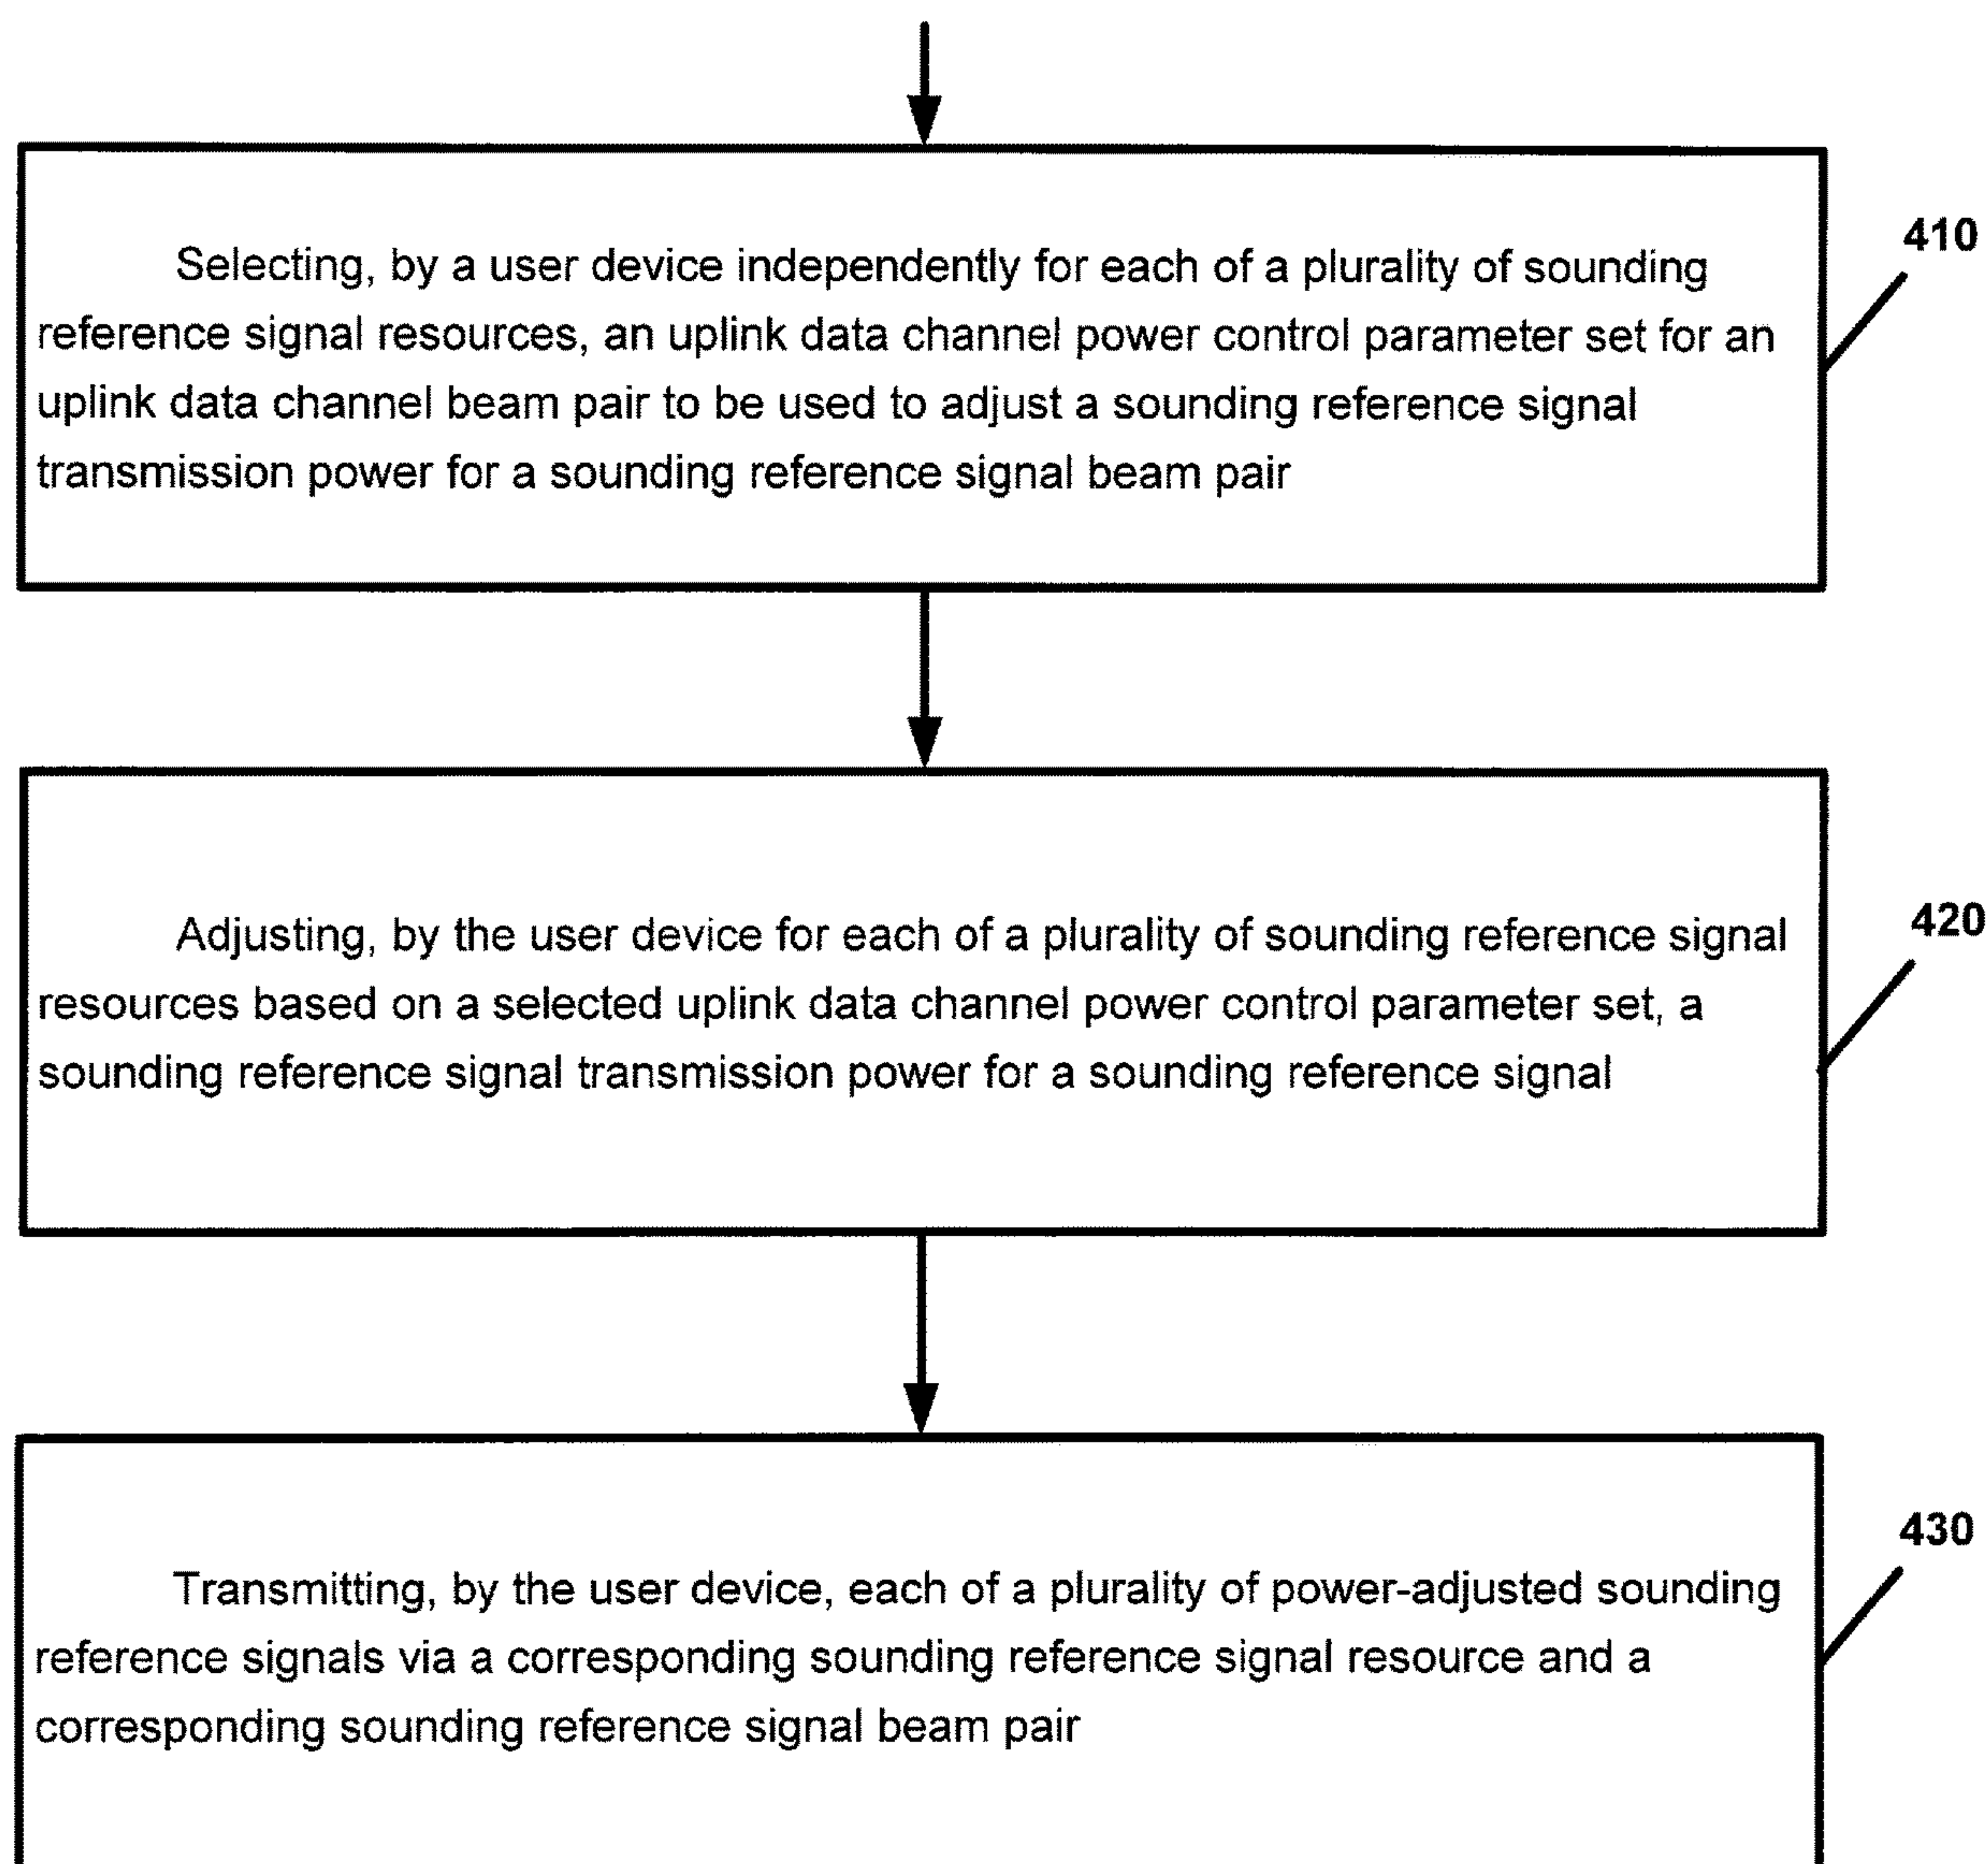 Selecting, by a user device independently for each of a plurality of sounding
reference signal resources, an uplink data channel power control parameter set for an
uplink data channel beam pair to be used to adjust a sounding reference signal
transmission power for a sounding reference signal beam pair
410
Adjusting, by the user device for each of a plurality of sounding reference signal
resources based on a selected uplink data channel power control parameter set, a
sounding reference signal transmission power for a sounding reference signal
420
Transmitting, by the user device, each of a plurality of power-adjusted sounding
reference signals via a corresponding sounding reference signal resource and a
corresponding sounding reference signal beam pair
430